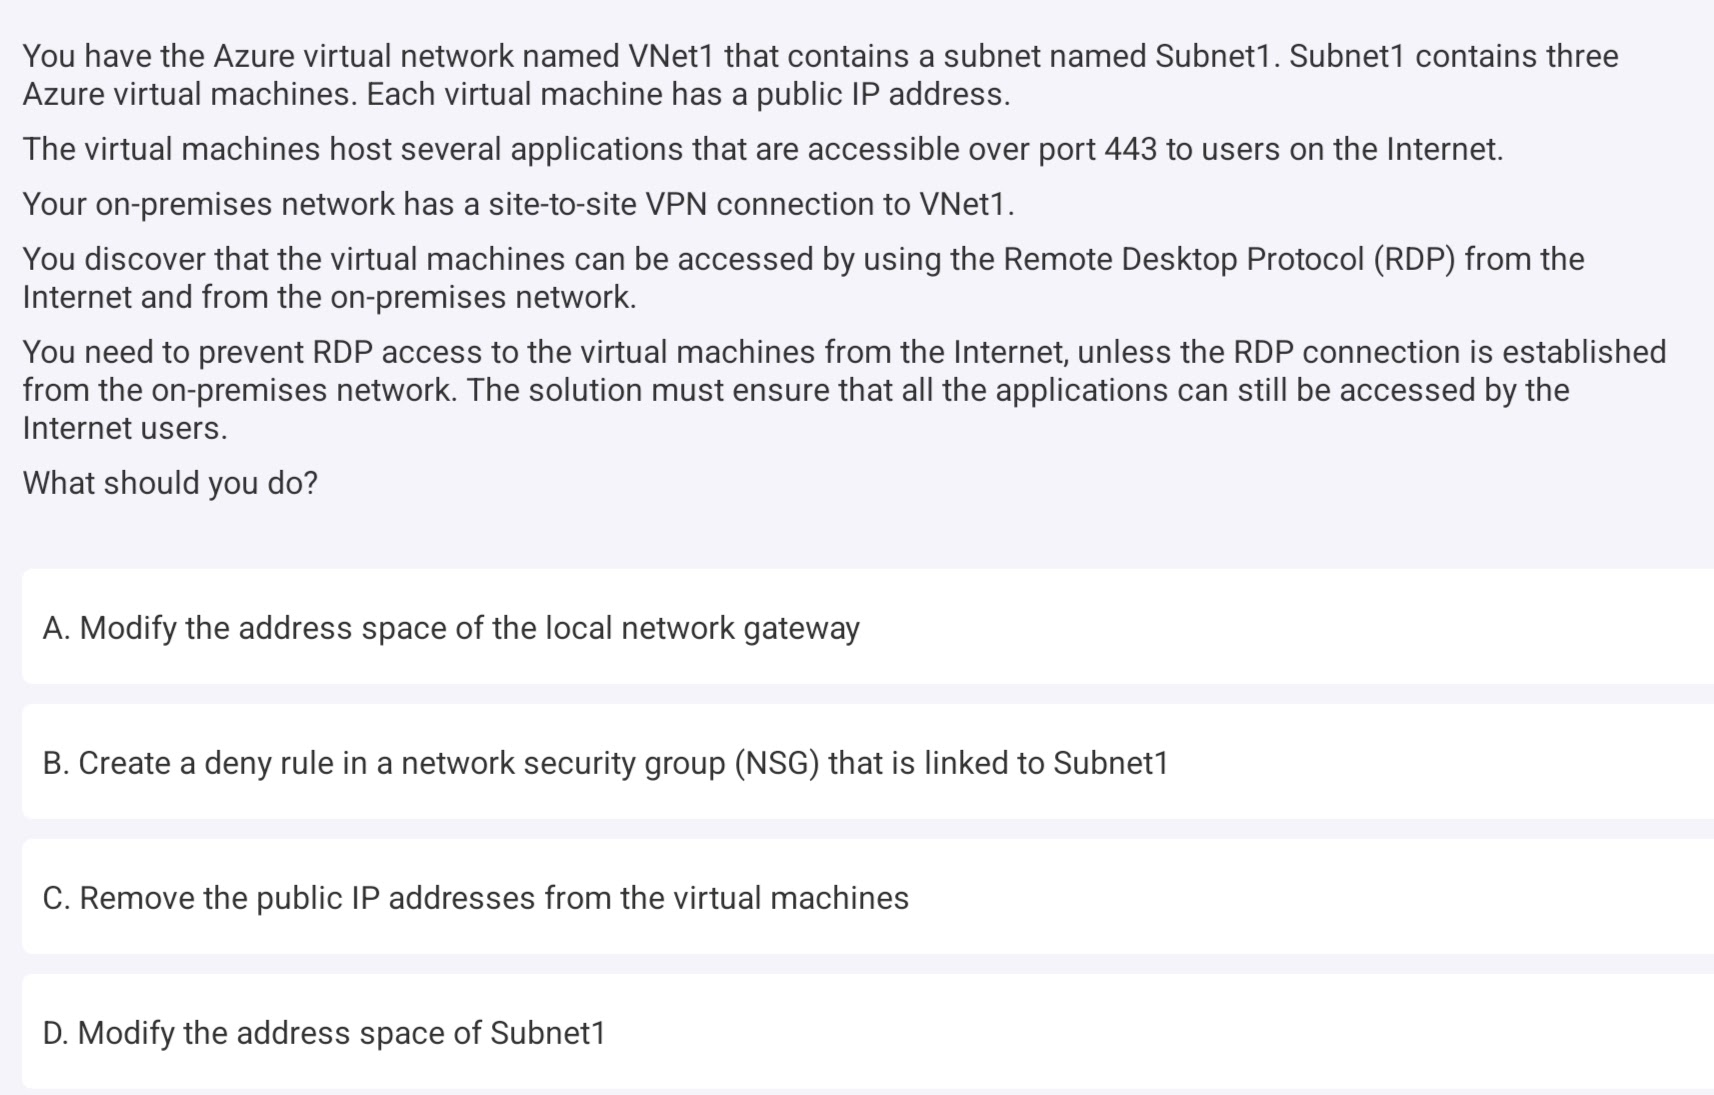 You have the Azure virtual network named VNet1 that contains a subnet named Subnet1. Subnet1 contains three
Azure virtual machines. Each virtual machine has a public IP address.
The virtual machines host several applications that are accessible over port 443 to users on the Internet.
Your on-premises network has a site-to-site VPN connection to VNet1.
You discover that the virtual machines can be accessed by using the Remote Desktop Protocol (RDP) from the
Internet and from the on-premises network.
You need to prevent RDP access to the virtual machines from the Internet, unless the RDP connection is established
from the on-premises network. The solution must ensure that all the applications can still be accessed by the
Internet users.
What should you do?
A. Modify the address space of the local network gateway
B. Create a deny rule in a network security group (NSG) that is linked to Subnet1
C. Remove the public IP addresses from the virtual machines
D. Modify the address space of Subnet1